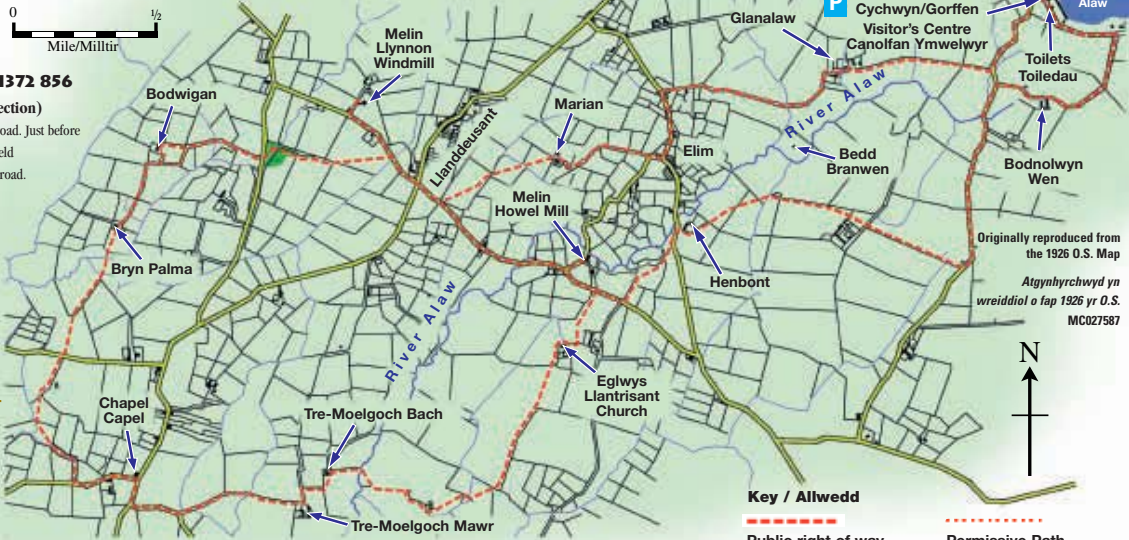 0 ½
Mile/Milltir
1372 856
ection)
oad. Just before
eld
road.
P
Cychwyn/Gorffen
Alaw
Visitor's Centre
Canolfan Ymwelwyr
Glanalaw
Toilets
Toiledau
Melin
Llynnon
Windmill
Bodwigan
Marian
River Alaw
Llanddeusant
Elim
Bedd
Branwen
Bodnolwyn
Wen
Melin
Howel Mill
Bryn Palma
Henbont
Originally reproduced from
the 1926 O.S. Map
Atgynhyrchwyd yn
wreiddiol o fap 1926 yr O.S.
MC027587
River Alaw
N
Eglwys
Llantrisant
Church
Chapel
Capel
Tre-Moelgoch Bach
Tre-Moelgoch Mawr
Key / Allwedd
Public right of way
Permissive Path